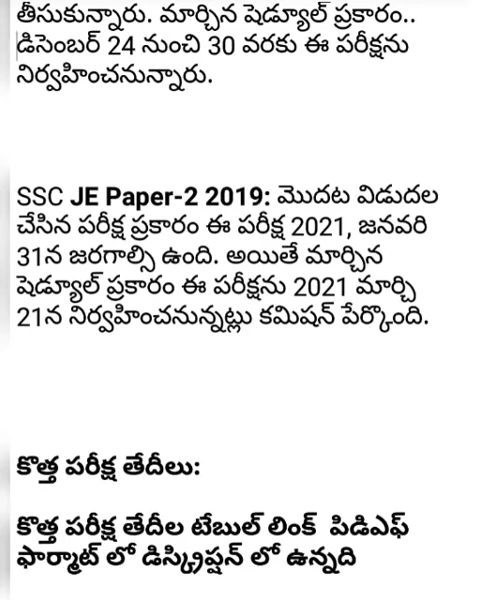 తీసుకున్నారు. మార్చిన షెడ్యూల్ ప్రకారం..
డిసెంబర్ 24 నుంచి 30 వరకు ఈ పరీక్షను
నిర్వహించనున్నారు.
SSC JE Paper-2 2019: మొదట విడుదల
చేసిన పరీక్ష ప్రకారం ఈ పరీక్ష 2021, జనవరి
31న జరగాల్సి ఉంది. అయితే మార్చిన
షెడ్యూల్ ప్రకారం ఈ పరీక్షను 2021 మార్చి
21న నిర్వహించనున్నట్లు కమిషన్ పేర్కొంది.
కొత్త పరీక్ష తేదీలు:
కొత్త పరీక్ష తేదీల టేబుల్ లింక్ పిడిఎఫ్
ఫార్మాట్ లో డిస్క్రిప్షన్ లో ఉన్నది